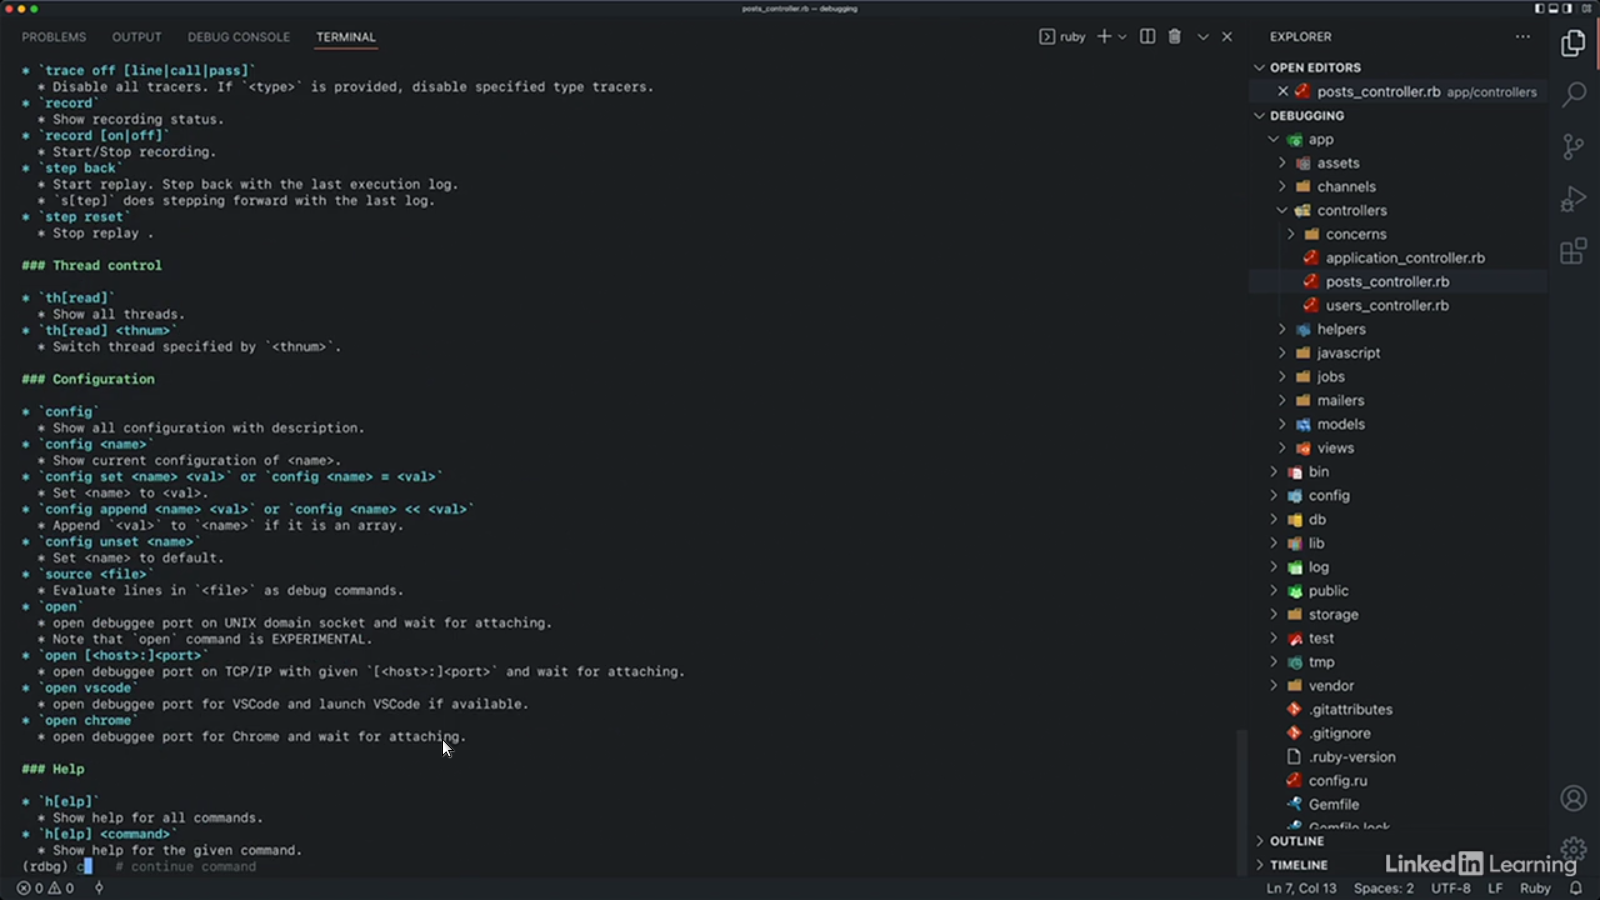 posts_controller.rb — debugging
PROBLEMS
OUTPUT
DEBUG CONSOLE
TERMINAL
ruby
* `trace off [line|call|pass]`
* Disable all tracers. If `<type>` is provided, disable specified type tracers.
* `record`
* Show recording status.
* `record [on|off]`
* Start/Stop recording.
* `step back`
* Start replay. Step back with the last execution log.
* `s[tep]` does stepping forward with the last log.
* `step reset`
* Stop replay .
### Thread control
* `th[read]`
* Show all threads.
* `th[read] <thnum>`
* Switch thread specified by `<thnum>`.
### Configuration
* `config`
* Show all configuration with description.
* `config <name>`
* Show current configuration of <name>.
* `config set <name> <val>` or `config <name> = <val>`
* Set <name> to <val>.
* `config append <name> <val>` or `config <name> << <val>`
* Append `<val>` to `<name>` if it is an array.
* `config unset <name>`
* Set <name> to default.
* `source <file>`
* Evaluate lines in `<file>` as debug commands.
* `open`
* open debuggee port on UNIX domain socket and wait for attaching.
* Note that `open` command is EXPERIMENTAL.
* `open [<host>:]<port>`
* open debuggee port on TCP/IP with given `[<host>:]<port>` and wait for attaching.
* `open vscode`
* open debuggee port for VSCode and launch VSCode if available.
* `open chrome`
* open debuggee port for Chrome and wait for attaching.
### Help
* `h[elp]`
* Show help for all commands.
* `h[elp] <command>`
* Show help for the given command.
(rdbg) c # continue command
EXPLORER
OPEN EDITORS
posts_controller.rb app/controllers
DEBUGGING
app
assets
channels
controllers
concerns
application_controller.rb
posts_controller.rb
users_controller.rb
helpers
javascript
jobs
mailers
models
views
bin
config
db
lib
log
public
storage
test
tmp
vendor
.gitattributes
.gitignore
.ruby-version
config.ru
Gemfile
Gemfile.lock
OUTLINE
TIMELINE
LinkedIn Learning
0 0
Ln 7, Col 13
Spaces: 2
UTF-8
LF
Ruby